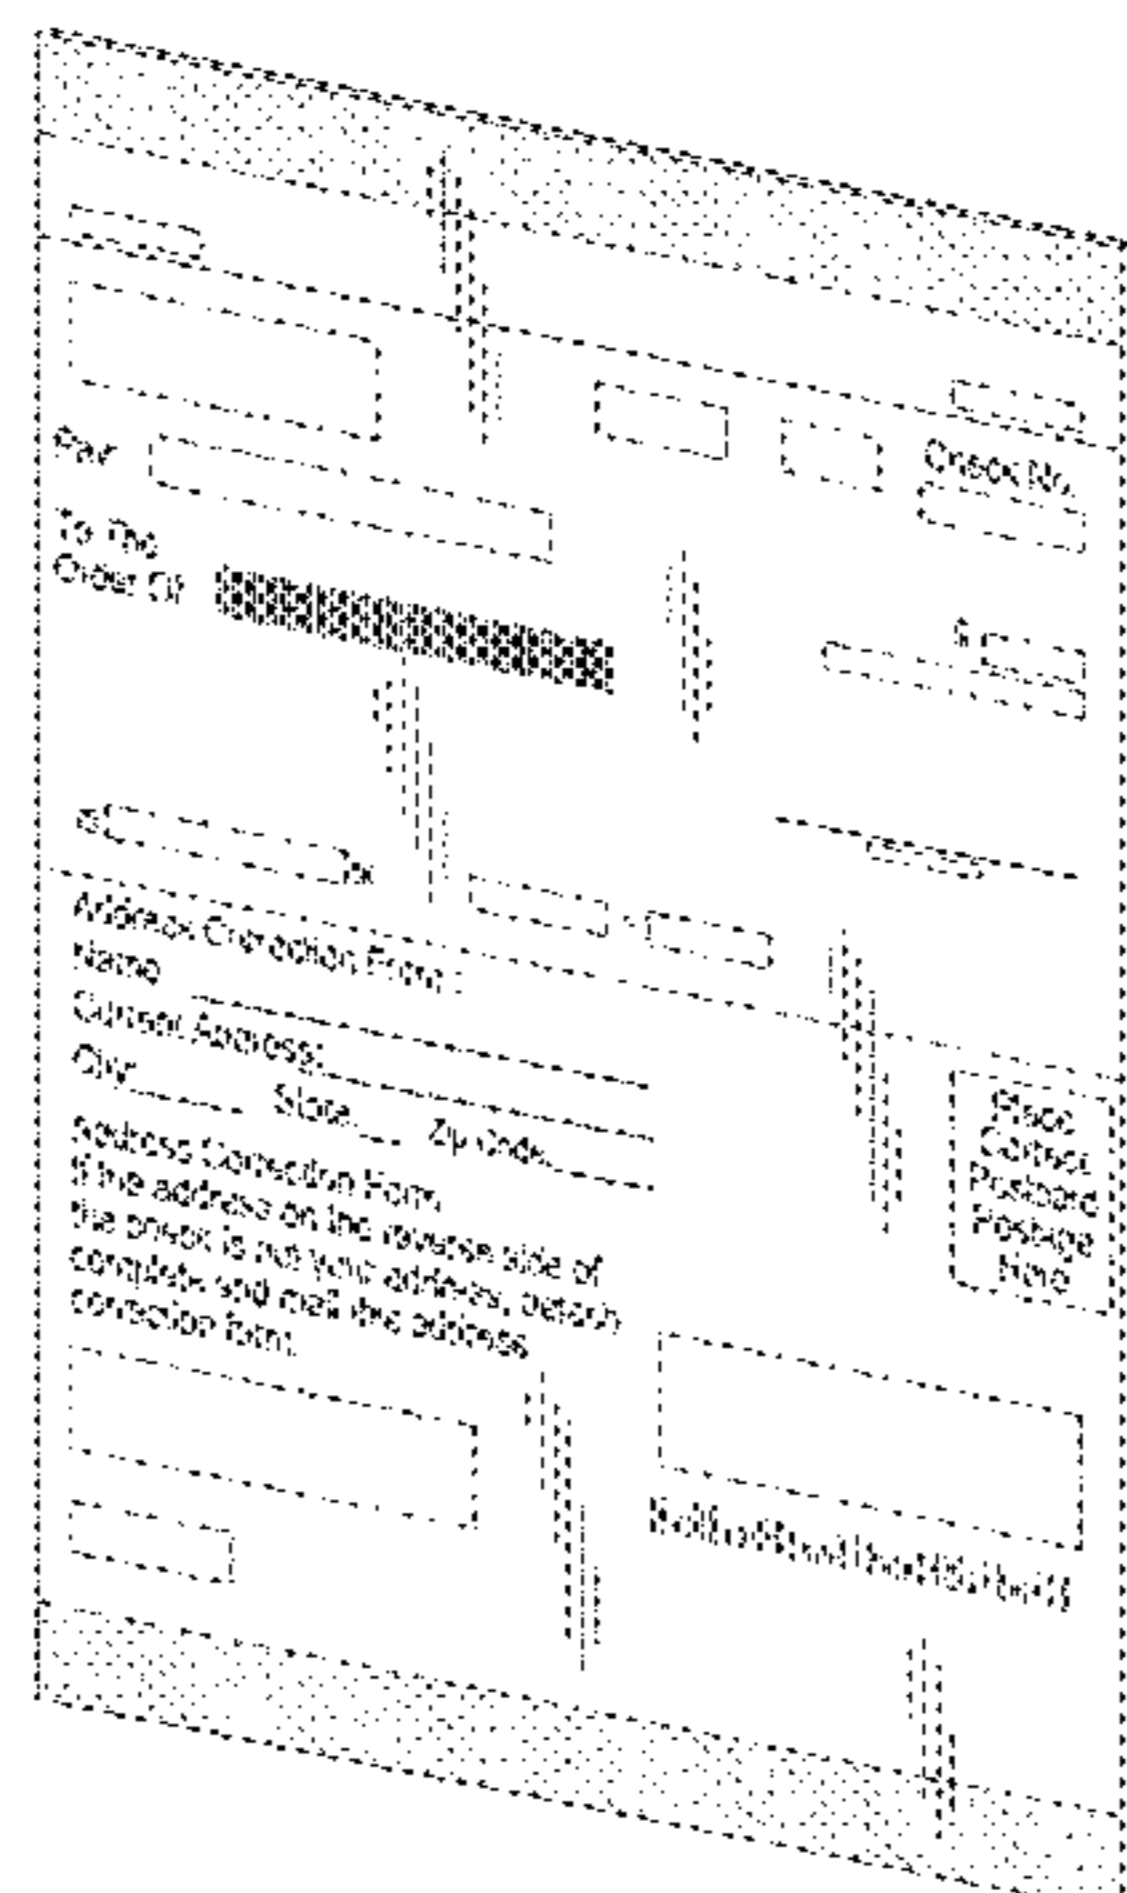 Check No.
Pay
To The
Order Of
$
Address Correction From:
Name
Current Address:
City State Zip Code
Address Correction Form
If the address on the reverse side of
the check is not your address, detach
complete and mail this address
correction form.
Place
Correct
Postcard
Postage
Here